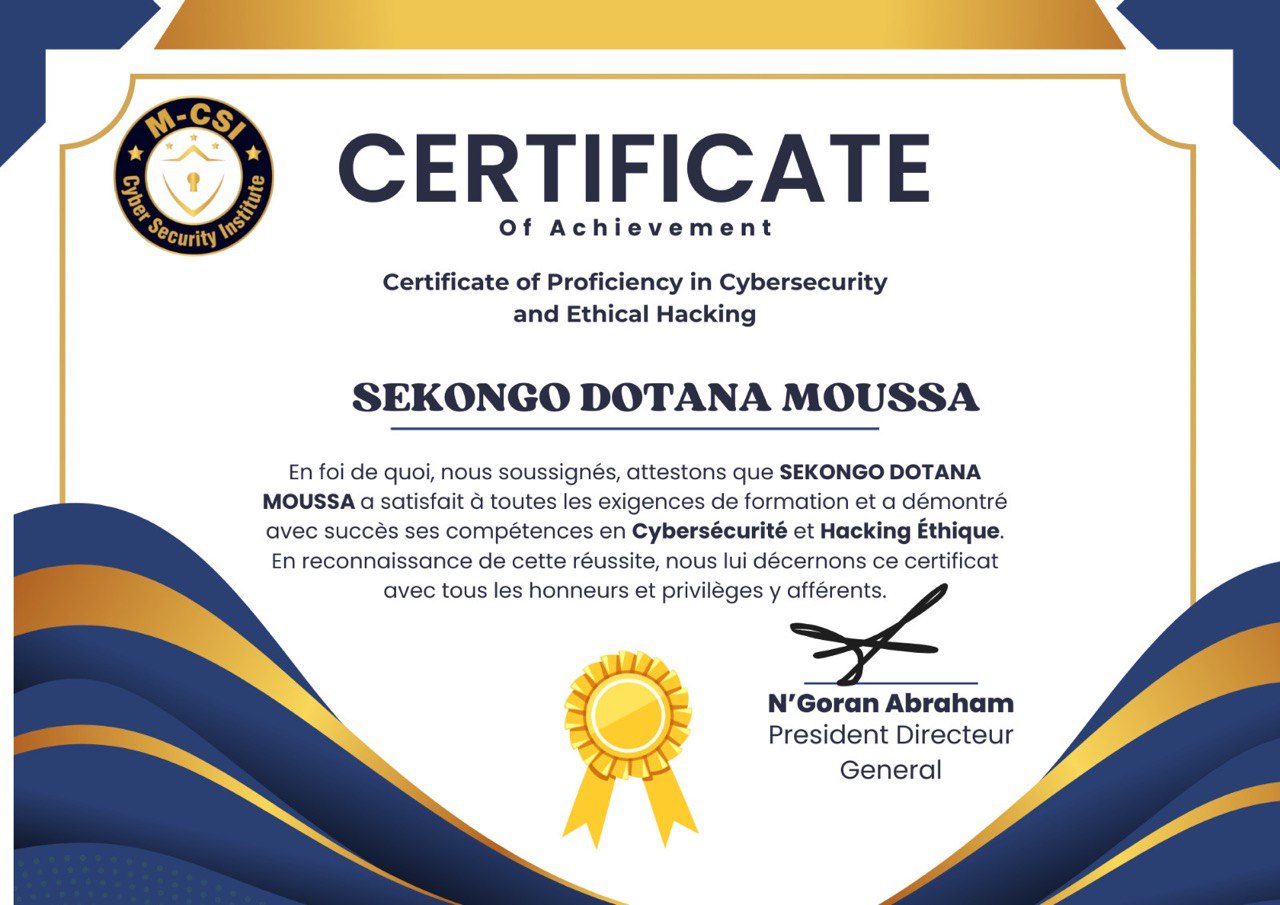 M-CSI
Cyber Security Institute
CERTIFICATE
Of Achievement
Certificate of Proficiency in Cybersecurity
and Ethical Hacking
SEKONGO DOTANA MOUSSA
En foi de quoi, nous soussignés, attestons que SEKONGO DOTANA
MOUSSA a satisfait à toutes les exigences de formation et a démontré
avec succès ses compétences en Cybersécurité et Hacking Éthique.
En reconnaissance de cette réussite, nous lui décernons ce certificat
avec tous les honneurs et privilèges y afférents.
N’Goran Abraham
President Directeur
General